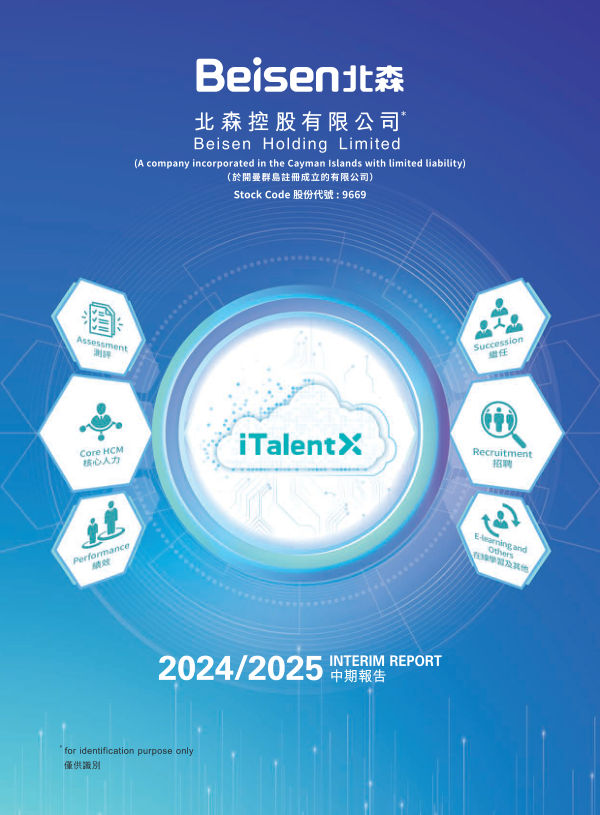 Beisen北森
北森控股有限公司*
Beisen Holding Limited
(A company incorporated in the Cayman Islands with limited liability)
（於開曼群島註冊成立的有限公司）
Stock Code 股份代號 : 9669
Assessment
測評
Succession
繼任
Core HCM
核心人力
iTalentX
Recruitment
招聘
Performance
績效
E-learning and
Others
在線學習及其他
2024/2025 INTERIM REPORT
中期報告
* for identification purpose only
僅供識別